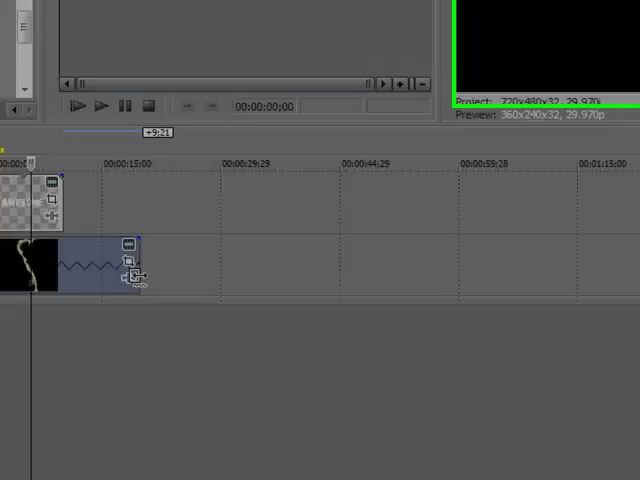 00:00:00;00
Project: 720x480x32, 29.970i
Preview: 360x240x32, 29.970p
+9;21
00:00:15;00
00:00:29;29
00:00:44;29
00:00:59;28
00:01:15;00
AWESOME